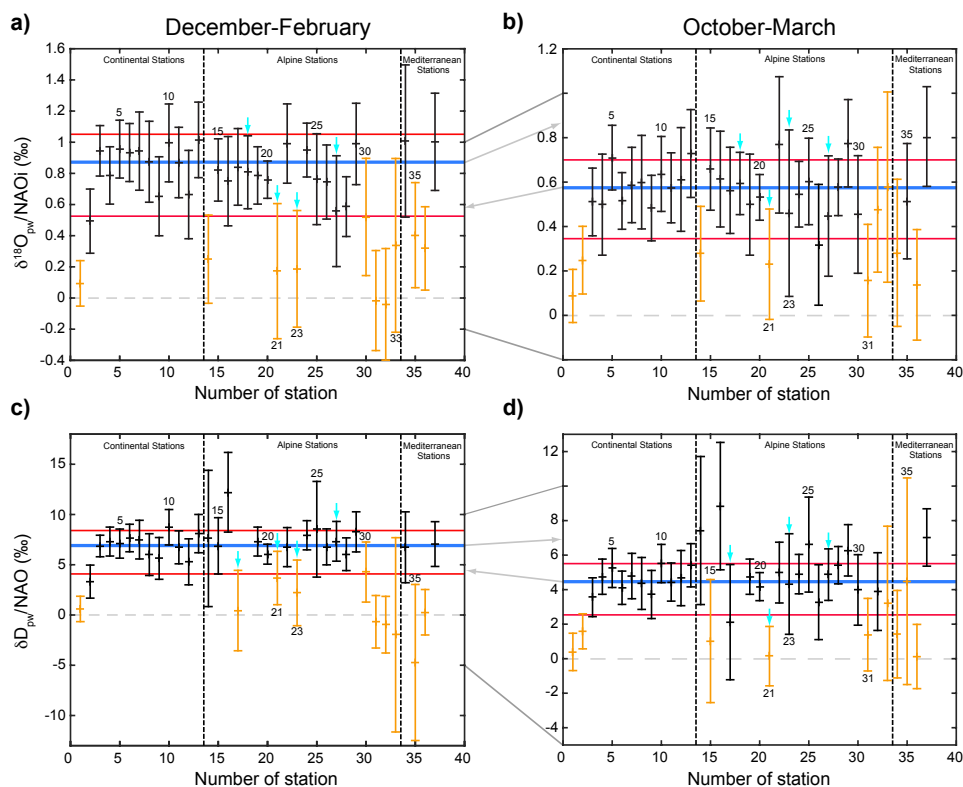 a)
December-February
b)
October-March
Continental Stations
Alpine Stations
Mediterranean
Stations
1.6
1.4
1.2
1
0.8
0.6
0.4
0.2
0
-0.2
-0.4
5
10
15
20
25
30
35
21
23
33
δ18Opw/NAOi (‰)
0 5 10 15 20 25 30 35 40
Number of station
Continental Stations
Alpine Stations
Mediterranean
Stations
1.2
1
0.8
0.6
0.4
0.2
0
5
10
15
20
25
30
35
21
23
31
0 5 10 15 20 25 30 35 40
Number of station
c)
d)
Continental Stations
Alpine Stations
Mediterranean
Stations
15
10
5
0
-5
-10
5
10
15
20
25
30
35
21
23
δDpw/NAO (‰)
0 5 10 15 20 25 30 35 40
Number of station
Continental Stations
Alpine Stations
Mediterranean
Stations
12
10
8
6
4
2
0
-2
-4
5
10
15
20
25
30
35
21
23
31
0 5 10 15 20 25 30 35 40
Number of station